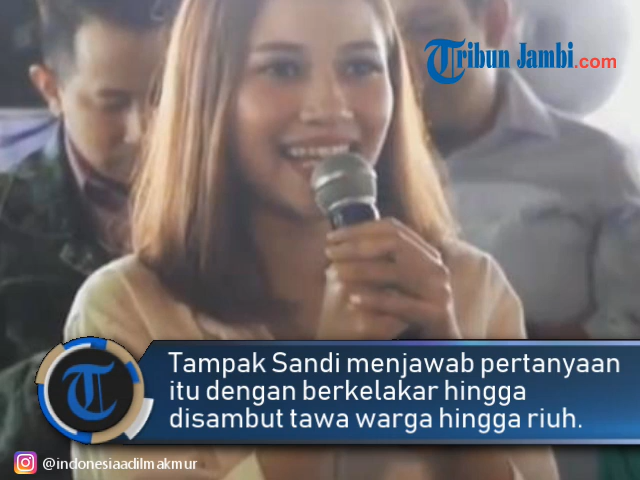 Tribun Jambi.com
Tampak Sandi menjawab pertanyaan
itu dengan berkelakar hingga
disambut tawa warga hingga riuh.
@indonesiaadilmakmur